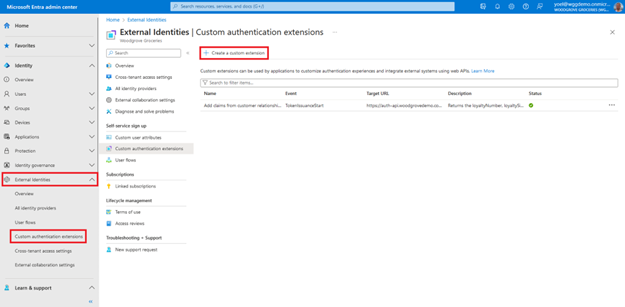 Microsoft Entra admin center
Search resources, services, and docs (G+/)
WOODGROVE GROCERIES
Home
Favorites
Identity
Overview
Users
Groups
Devices
Applications
Protection
Identity governance
External Identities
Overview
All identity providers
User flows
Custom authentication extensions
Cross-tenant access settings
External collaboration settings
Learn & support
Home > External Identities
External Identities | Custom authentication extensions ...
Woodgrove Groceries
Search
Overview
Cross-tenant access settings
All identity providers
External collaboration settings
Diagnose and solve problems
Self-service sign up
Custom user attributes
Custom authentication extensions
User flows
Subscriptions
Linked subscriptions
Lifecycle management
Terms of use
Access reviews
Troubleshooting + Support
New support request
+ Create a custom extension
Custom extensions can be used by applications to customize authentication experiences and integrate external systems using web APIs. Learn More
Search to filter items...
Name Event Target URL Description Status
Add claims from customer relationsh... TokenIssuanceStart https://auth-api.woodgrovedemo.co... Returns the loyaltyNumber, loyaltyS... ...